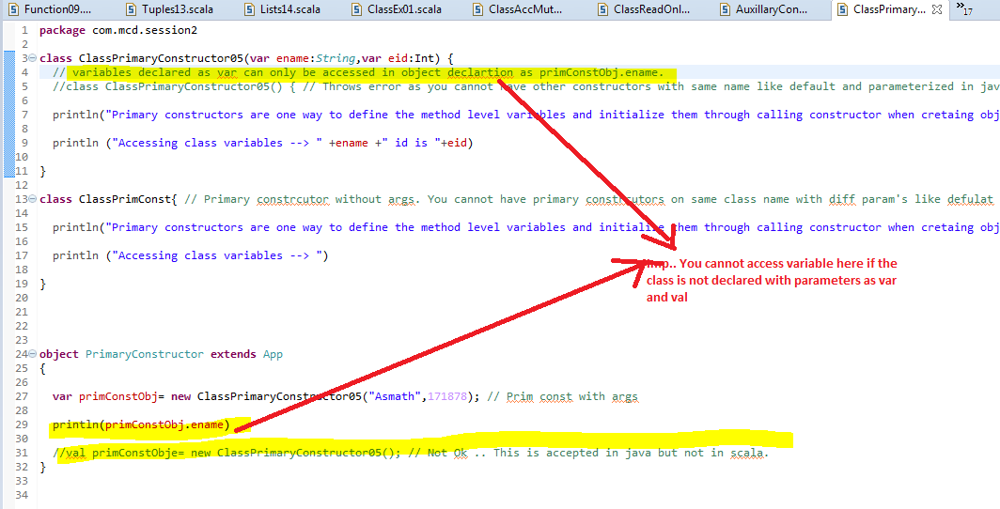 Function09.... Tuples13.scala Lists14.scala ClassEx01.scala ClassAccMut... ClassReadOnl... AuxillaryCon... ClassPrimary... 17
1 package com.mcd.session2
2
3 class ClassPrimaryConstructor05(var ename:String,var eid:Int) {
4 // variables declared as var can only be accessed in object declartion as primConstObj.ename.
5 //class ClassPrimaryConstructor05() { // Throws error as you cannot have other constructors with same name like default and parameterized in jav
6
7 println("Primary constructors are one way to define the method level variables and initialize them through calling constructor when cretaing obj
8
9 println ("Accessing class variables --> " +ename +" id is "+eid)
10
11 }
12
13 class ClassPrimConst{ // Primary constrcutor without args. You cannot have primary constrcutors on same class name with diff param's like defulat
14
15 println("Primary constructors are one way to define the method level variables and initialize them through calling constructor when cretaing obj
16
17 println ("Accessing class variables --> ")
18
Imp.. You cannot access variable here if the
class is not declared with parameters as var
and val
19 }
20
21
22
23
24 object PrimaryConstructor extends App
25 {
26
27 var primConstObj= new ClassPrimaryConstructor05("Asmath",171878); // Prim const with args
28
29 println(primConstObj.ename)
30
31 //val primConstObje= new ClassPrimaryConstructor05(); // Not Ok .. This is accepted in java but not in scala.
32 }
33
34